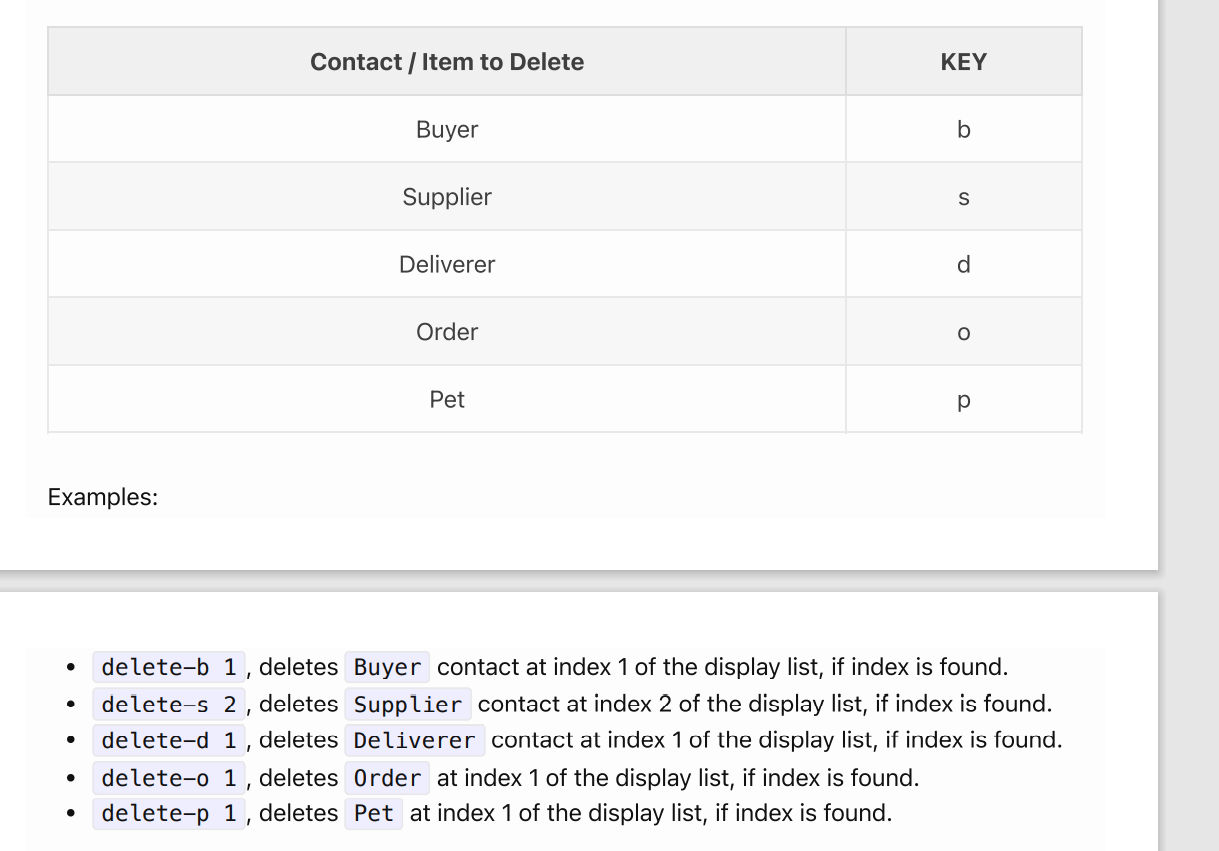 Contact / Item to Delete KEY
Buyer b
Supplier s
Deliverer d
Order o
Pet p
Examples:
• delete-b 1, deletes Buyer contact at index 1 of the display list, if index is found.
• delete-s 2, deletes Supplier contact at index 2 of the display list, if index is found.
• delete-d 1, deletes Deliverer contact at index 1 of the display list, if index is found.
• delete-o 1, deletes Order at index 1 of the display list, if index is found.
• delete-p 1, deletes Pet at index 1 of the display list, if index is found.